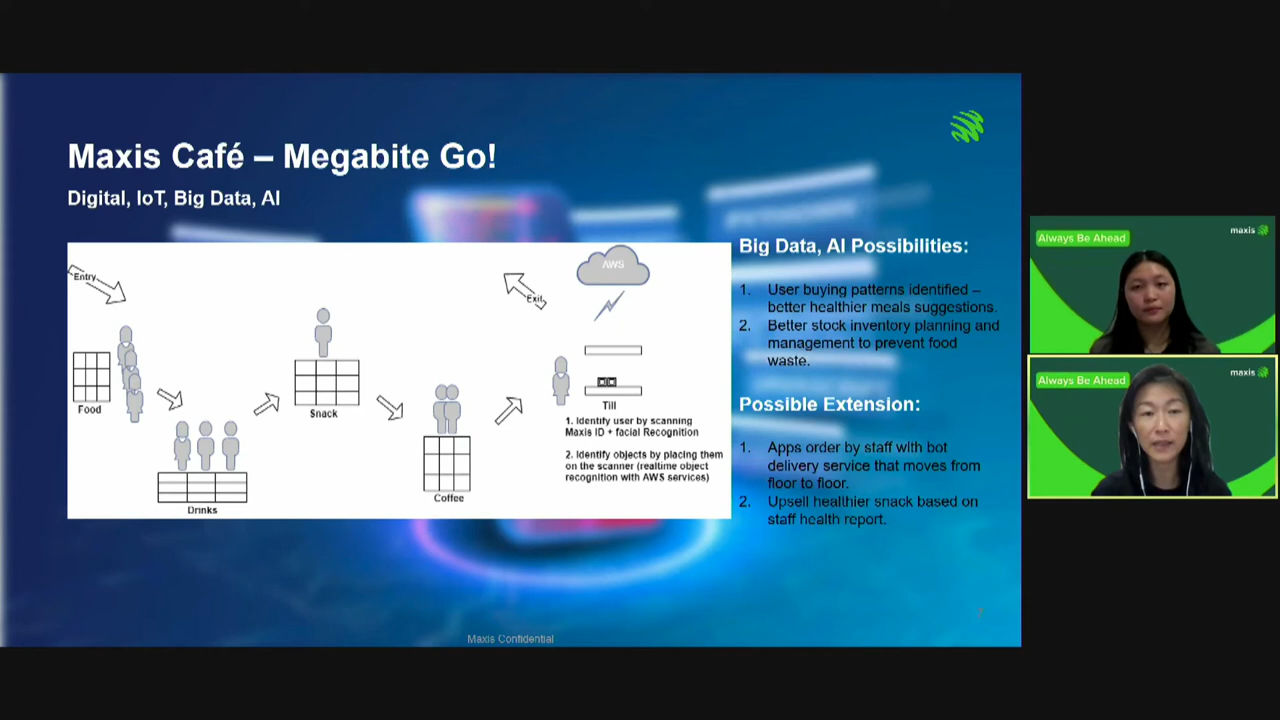 Maxis Café – Megabite Go!
Digital, IoT, Big Data, AI
Entry
Food
Drinks
Snack
Coffee
Exit
AWS
Till
1. Identify user by scanning
Maxis ID + facial Recognition
2. Identify objects by placing them
on the scanner (realtime object
recognition with AWS services)
Big Data, AI Possibilities:
1. User buying patterns identified –
better healthier meals suggestions.
2. Better stock inventory planning and
management to prevent food
waste.
Possible Extension:
1. Apps order by staff with bot
delivery service that moves from
floor to floor.
2. Upsell healthier snack based on
staff health report.
7
Maxis Confidential
Always Be Ahead
maxis
Always Be Ahead
maxis